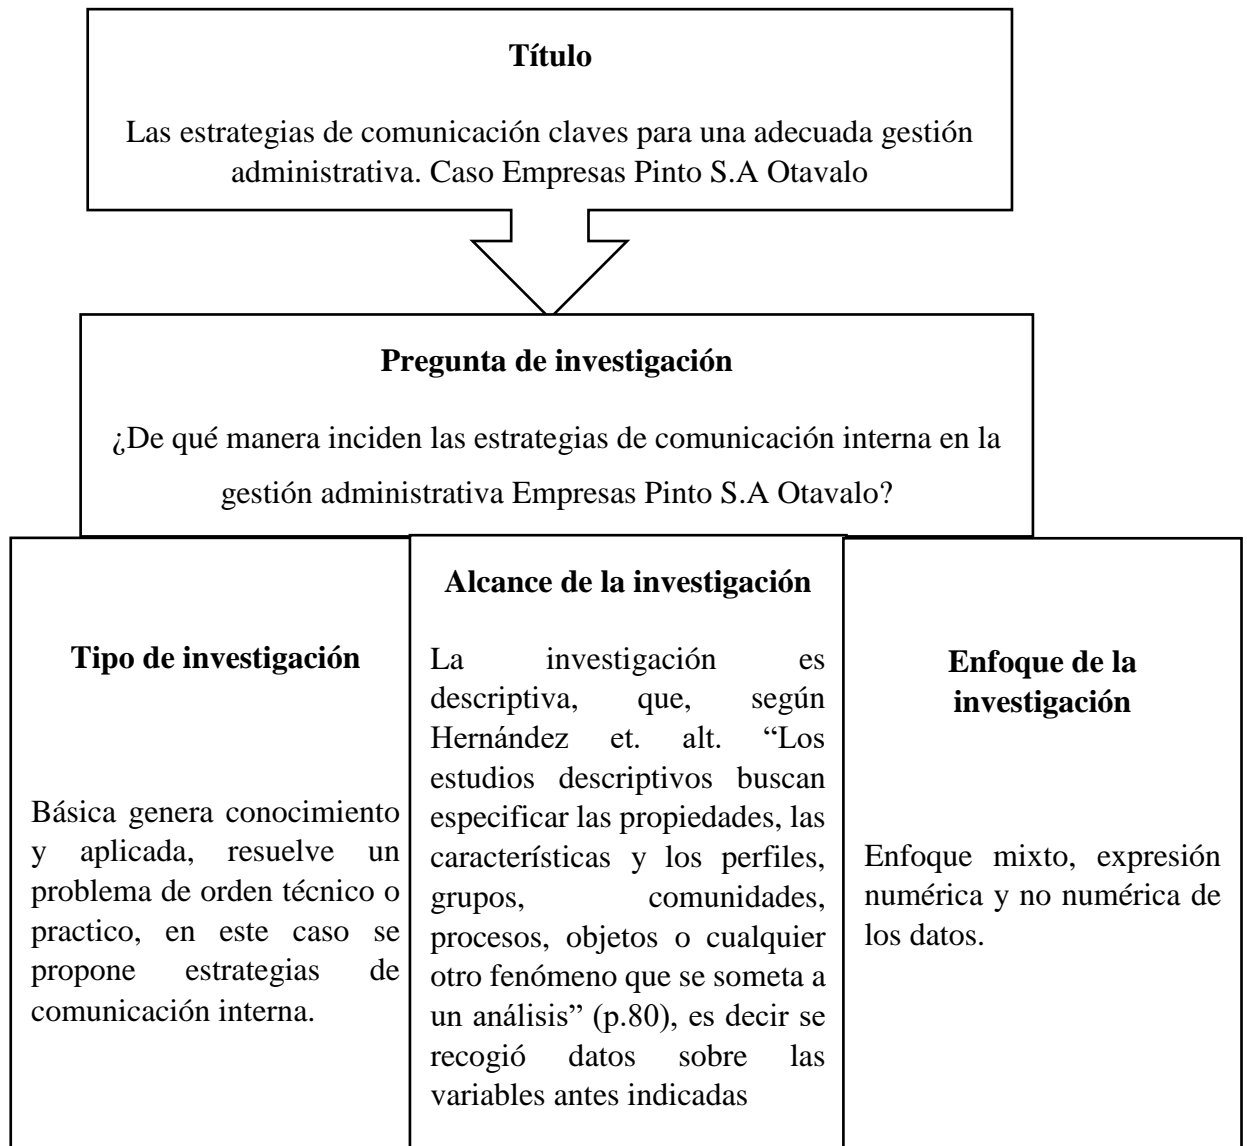 Título
Las estrategias de comunicación claves para una adecuada gestión
administrativa. Caso Empresas Pinto S.A Otavalo
Pregunta de investigación
¿De qué manera inciden las estrategias de comunicación interna en la
gestión administrativa Empresas Pinto S.A Otavalo?
Tipo de investigación
Básica genera conocimiento
y aplicada, resuelve un
problema de orden técnico o
practico, en este caso se
propone estrategias de
comunicación interna.
Alcance de la investigación
La investigación es
descriptiva, que, según
Hernández et. alt. “Los
estudios descriptivos buscan
especificar las propiedades, las
características y los perfiles,
grupos, comunidades,
procesos, objetos o cualquier
otro fenómeno que se someta a
un análisis” (p.80), es decir se
recogió datos sobre las
variables antes indicadas
Enfoque de la
investigación
Enfoque mixto, expresión
numérica y no numérica de
los datos.